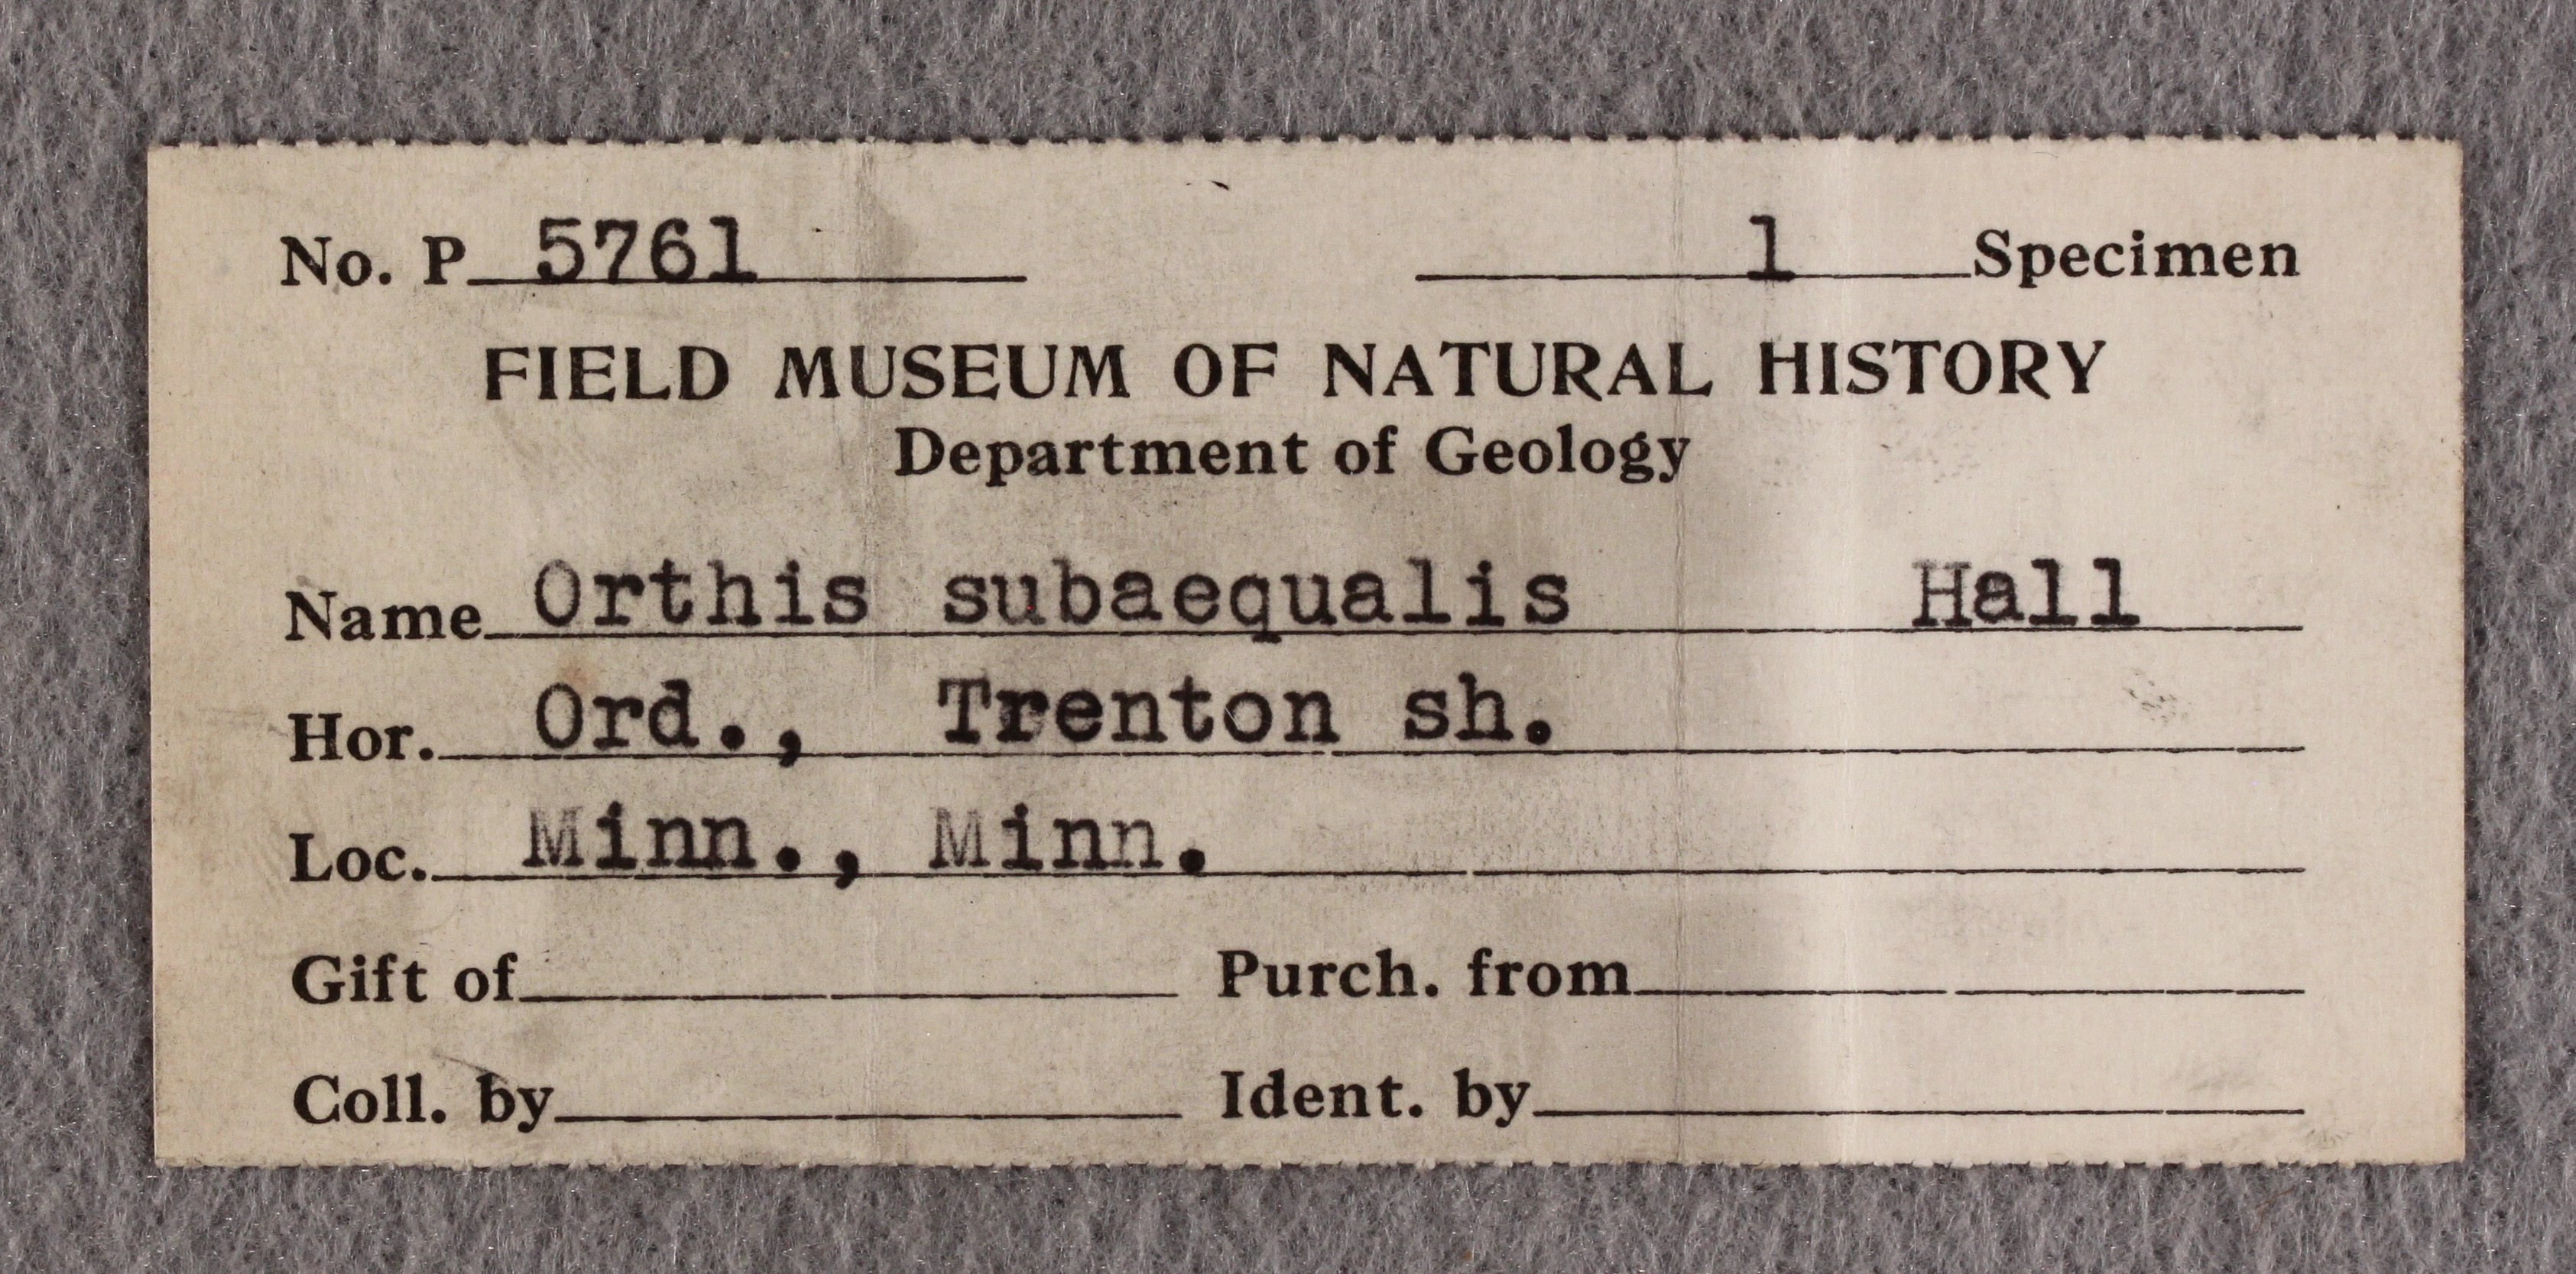 No. P 5761 1 Specimen
FIELD MUSEUM OF NATURAL HISTORY
Department of Geology
Name Orthis subaequalis Hall
Hor. Ord., Trenton sh.
Loc. Minn., Minn.
Gift of Purch. from
Coll. by Ident. by